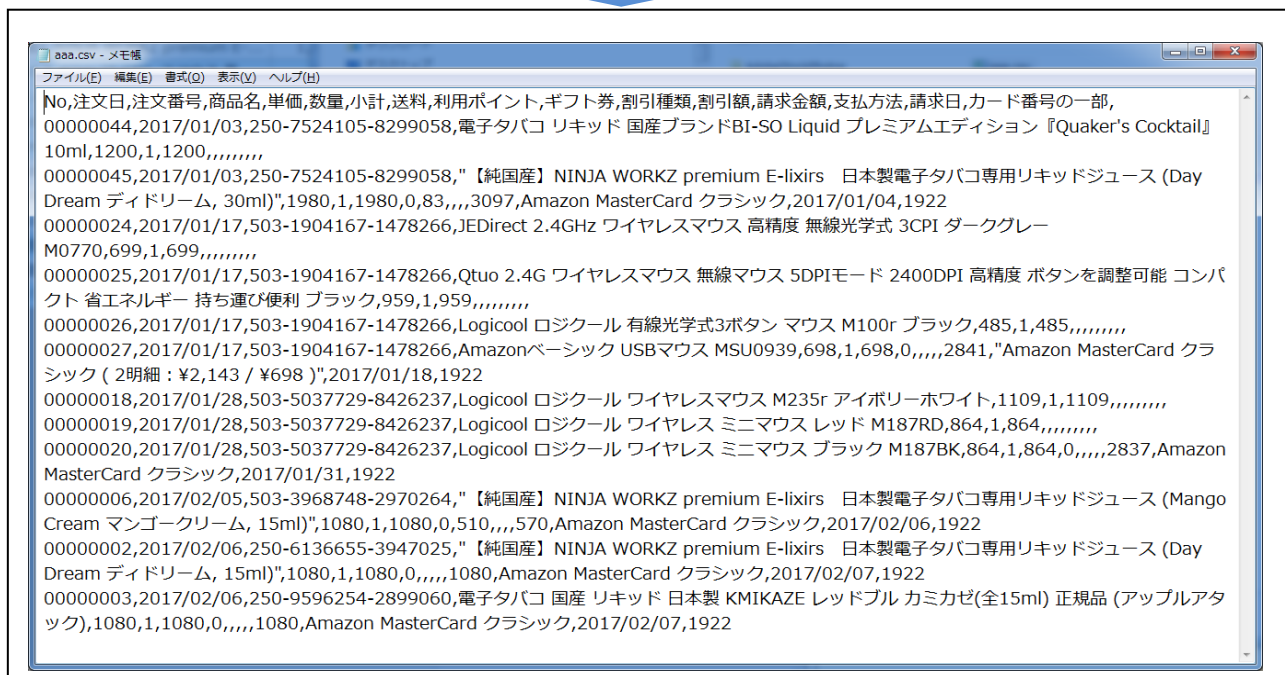 aaa.csv - メモ帳
ファイル(F) 編集(E) 書式(O) 表示(V) ヘルプ(H)
No,注文日,注文番号,商品名,単価,数量,小計,送料,利用ポイント,ギフト券,割引種類,割引額,請求金額,支払方法,請求日,カード番号の一部,
00000044,2017/01/03,250-7524105-8299058,電子タバコ リキッド 国産ブランドBI-SO Liquid プレミアムエディション『Quaker's Cocktail』
10ml,1200,1,1200,,,,,,,,,
00000045,2017/01/03,250-7524105-8299058,"【純国産】NINJA WORKZ premium E-lixirs　日本製電子タバコ専用リキッドジュース (Day
Dream ディドリーム, 30ml)",1980,1,1980,0,83,,,,3097,Amazon MasterCard クラシック,2017/01/04,1922
00000024,2017/01/17,503-1904167-1478266,JEDirect 2.4GHz ワイヤレスマウス 高精度 無線光学式 3CPI ダークグレー
M0770,699,1,699,,,,,,,,,
00000025,2017/01/17,503-1904167-1478266,Qtuo 2.4G ワイヤレスマウス 無線マウス 5DPIモード 2400DPI 高精度 ボタンを調整可能 コンパ
クト 省エネルギー 持ち運び便利 ブラック,959,1,959,,,,,,,,,
00000026,2017/01/17,503-1904167-1478266,Logicool ロジクール 有線光学式3ボタン マウス M100r ブラック,485,1,485,,,,,,,,,
00000027,2017/01/17,503-1904167-1478266,Amazonベーシック USBマウス MSU0939,698,1,698,0,,,,,2841,"Amazon MasterCard クラ
シック ( 2明細：¥2,143 / ¥698 )",2017/01/18,1922
00000018,2017/01/28,503-5037729-8426237,Logicool ロジクール ワイヤレスマウス M235r アイボリーホワイト,1109,1,1109,,,,,,,,,
00000019,2017/01/28,503-5037729-8426237,Logicool ロジクール ワイヤレス ミニマウス レッド M187RD,864,1,864,,,,,,,,,
00000020,2017/01/28,503-5037729-8426237,Logicool ロジクール ワイヤレス ミニマウス ブラック M187BK,864,1,864,0,,,,,2837,Amazon
MasterCard クラシック,2017/01/31,1922
00000006,2017/02/05,503-3968748-2970264,"【純国産】NINJA WORKZ premium E-lixirs　日本製電子タバコ専用リキッドジュース (Mango
Cream マンゴークリーム, 15ml)",1080,1,1080,0,510,,,,570,Amazon MasterCard クラシック,2017/02/06,1922
00000002,2017/02/06,250-6136655-3947025,"【純国産】NINJA WORKZ premium E-lixirs　日本製電子タバコ専用リキッドジュース (Day
Dream ディドリーム, 15ml)",1080,1,1080,0,,,,,1080,Amazon MasterCard クラシック,2017/02/07,1922
00000003,2017/02/06,250-9596254-2899060,電子タバコ 国産 リキッド 日本製 KMIKAZE レッドブル カミカゼ(全15ml) 正規品 (アップルアタ
ック),1080,1,1080,0,,,,,1080,Amazon MasterCard クラシック,2017/02/07,1922